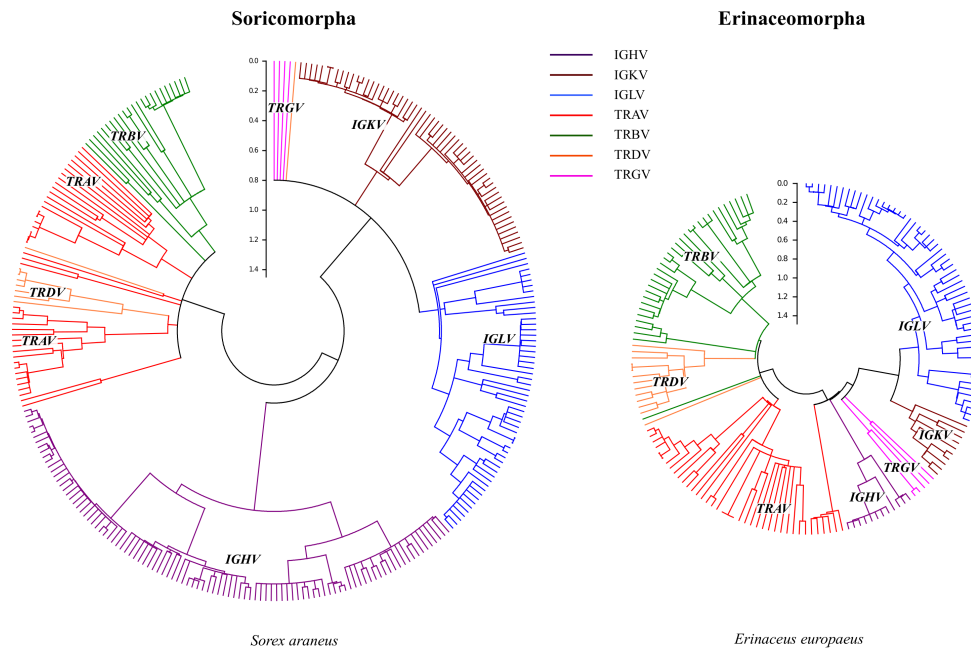 Soricomorpha
Erinaceomorpha
IGHV
IGKV
IGLV
TRAV
TRBV
TRDV
TRGV
0.0
0.2
0.4
0.6
0.8
1.0
1.2
1.4
TRGV
IGKV
TRBV
TRAV
TRDV
TRAV
IGLV
IGHV
0.0
0.2
0.4
0.6
0.8
1.0
1.2
1.4
TRBV
IGLV
TRDV
IGKV
TRGV
IGHV
TRAV
Sorex araneus
Erinaceus europaeus